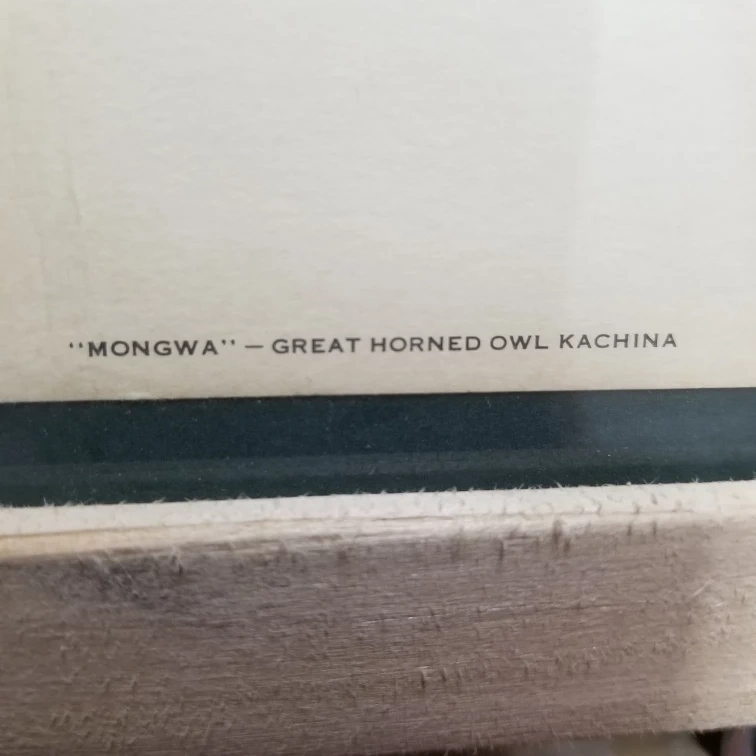 "MONGWA" — GREAT HORNED OWL KACHINA